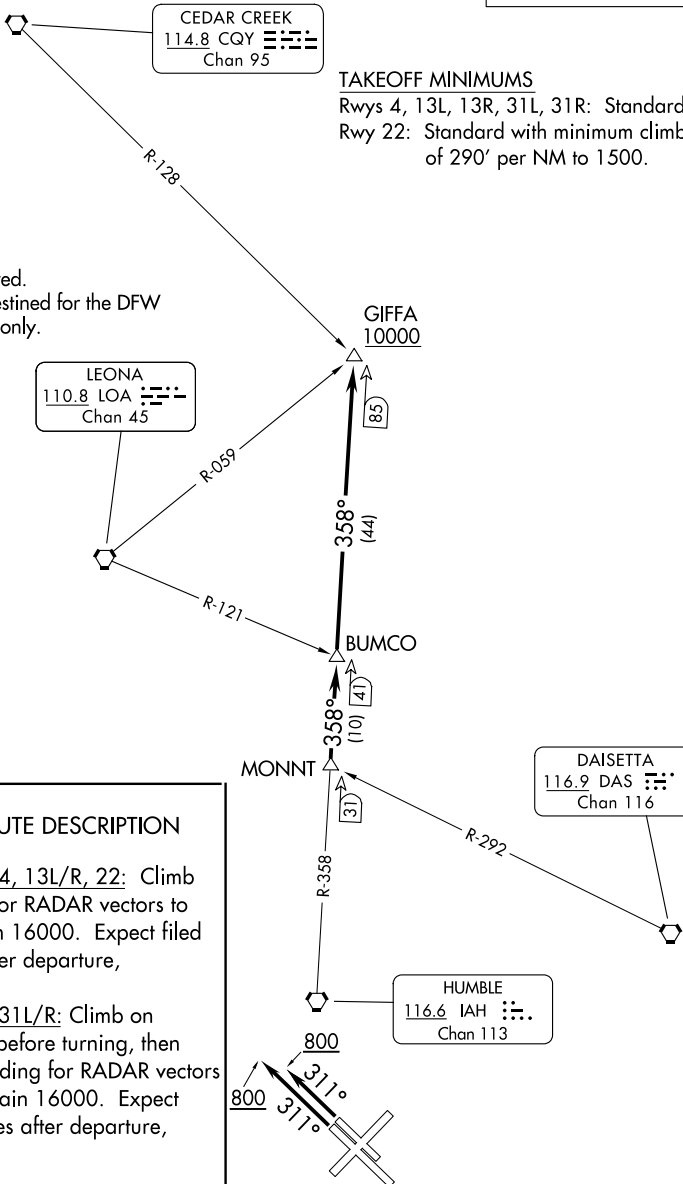 CEDAR CREEK
114.8 CQY
Chan 95
TAKEOFF MINIMUMS
Rwys 4, 13L, 13R, 31L, 31R: Standard
Rwy 22: Standard with minimum climb
of 290' per NM to 1500.
R-128
estined for the DFW
only.
GIFFA
10000
LEONA
110.8 LOA
Chan 45
85
R-059
358°
(44)
R-121
BUMCO
41
358°
(10)
MONNT
31
DAISETTA
116.9 DAS
Chan 116
R-292
R-358
UTE DESCRIPTION
4, 13L/R, 22: Climb
or RADAR vectors to
n 16000. Expect filed
er departure,
31L/R: Climb on
before turning, then
ding for RADAR vectors
ain 16000. Expect
es after departure,
HUMBLE
116.6 IAH
Chan 113
800
311°
800
311°